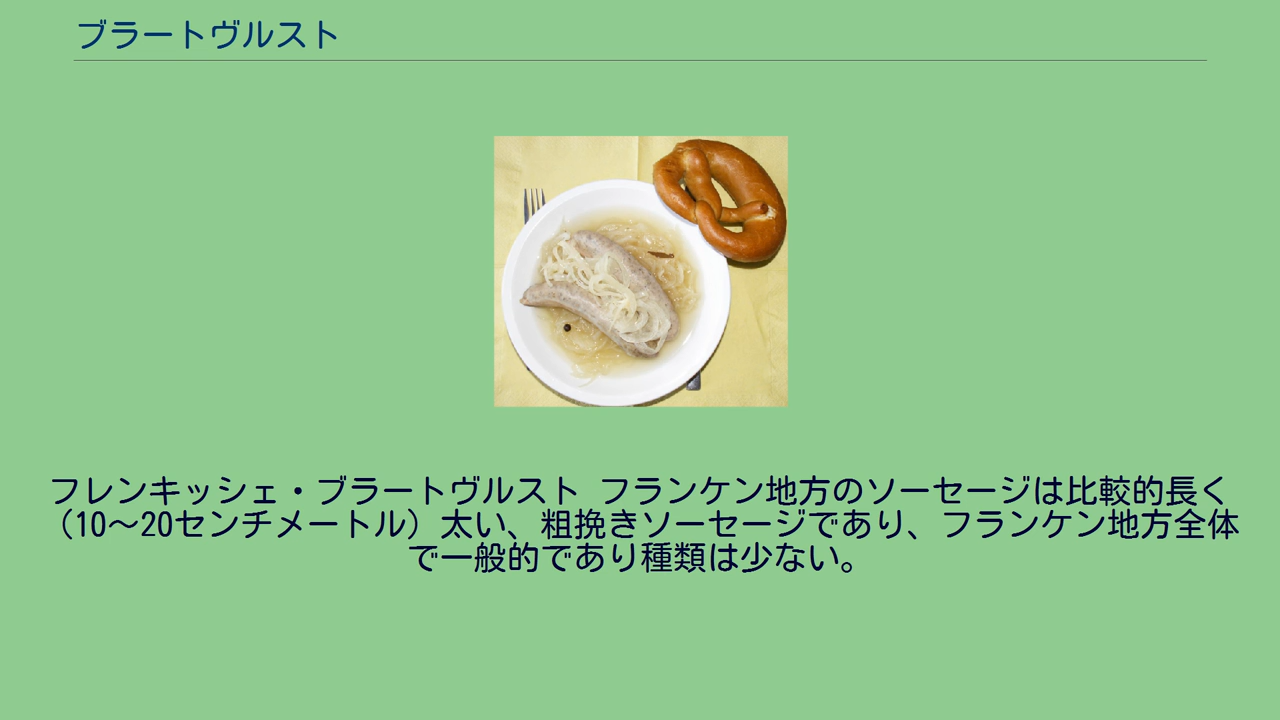 ブラートヴルスト
フレンキッシェ・ブラートヴルスト フランケン地方のソーセージは比較的長く
（10〜20センチメートル）太い、粗挽きソーセージであり、フランケン地方全体
で一般的であり種類は少ない。